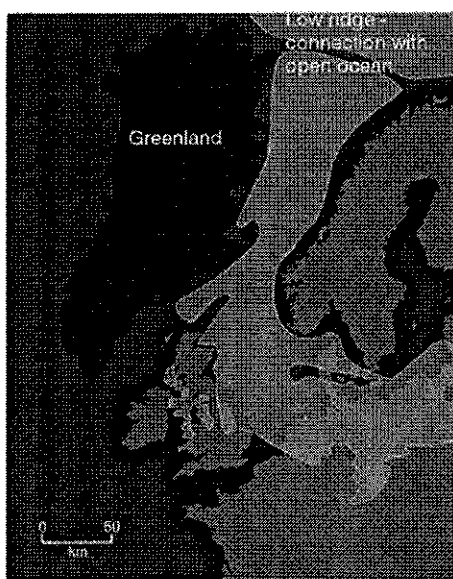 Low ridge -
connection with
open ocean
Greenland
0 50
km